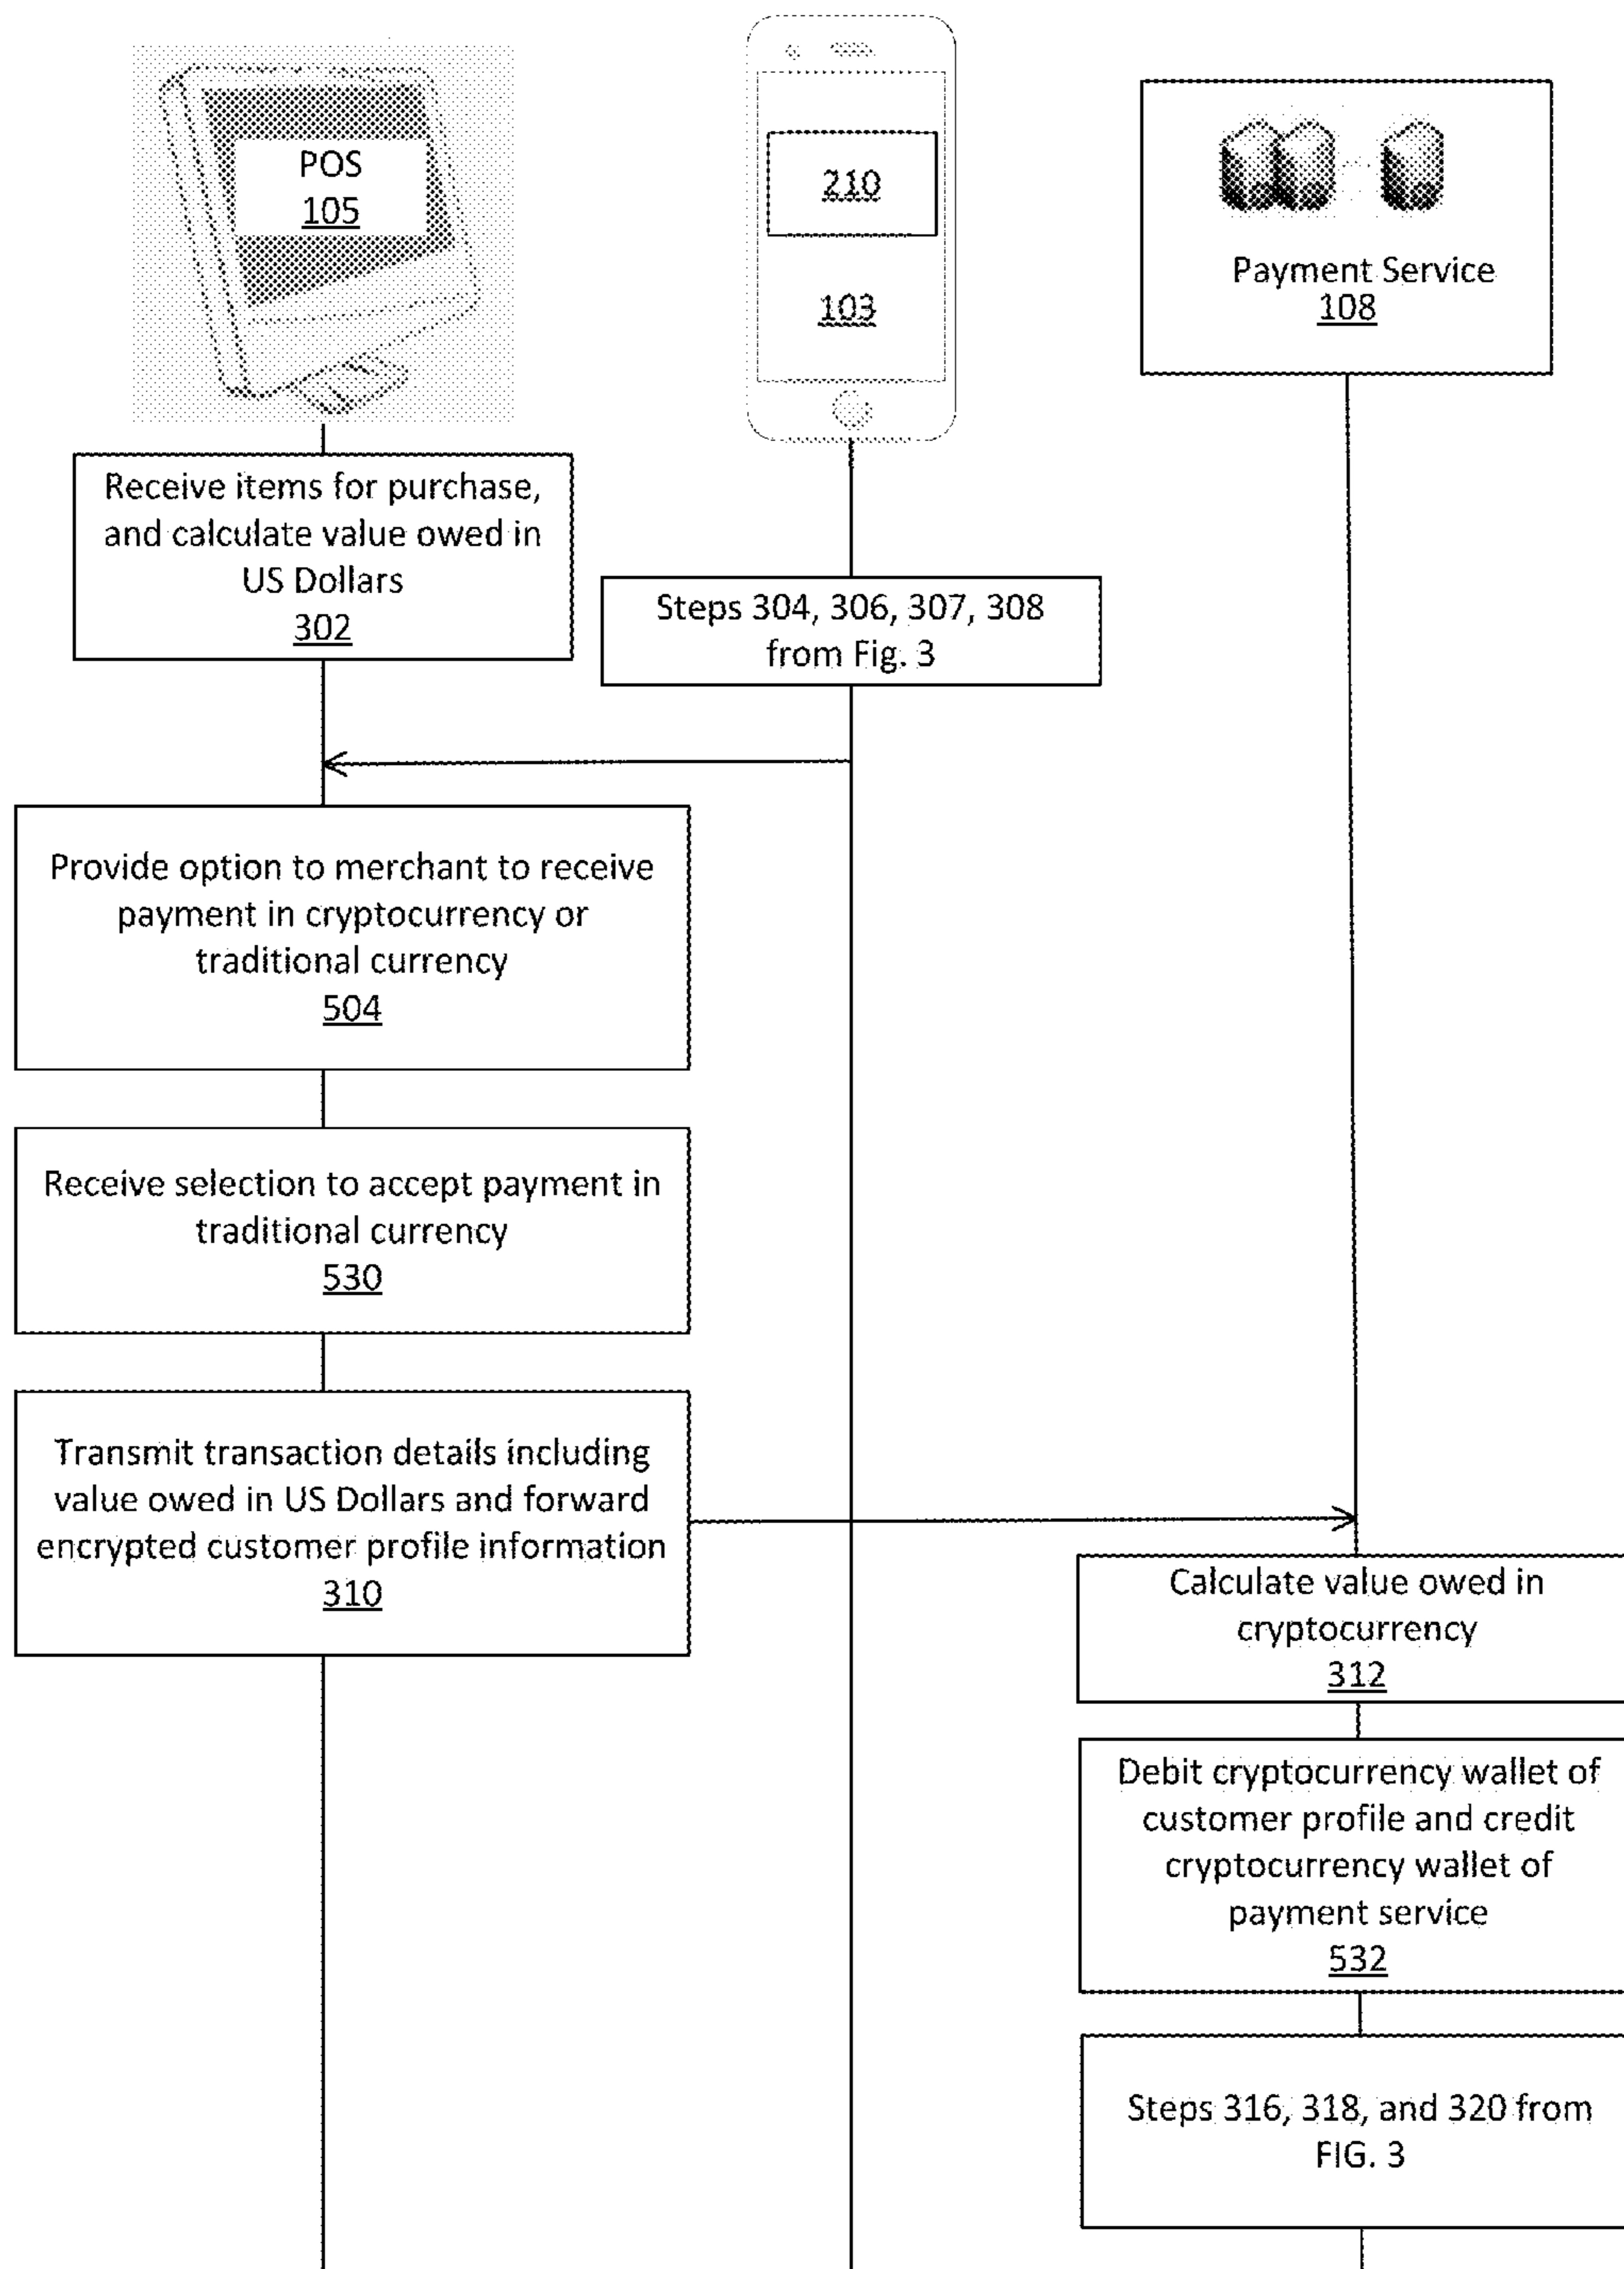 POS
105
210
103
Payment Service
108
Receive items for purchase,
and calculate value owed in
US Dollars
302
Steps 304, 306, 307, 308
from Fig. 3
Provide option to merchant to receive
payment in cryptocurrency or
traditional currency
504
Receive selection to accept payment in
traditional currency
530
Transmit transaction details including
value owed in US Dollars and forward
encrypted customer profile information
310
Calculate value owed in
cryptocurrency
312
Debit cryptocurrency wallet of
customer profile and credit
cryptocurrency wallet of
payment service
532
Steps 316, 318, and 320 from
FIG. 3